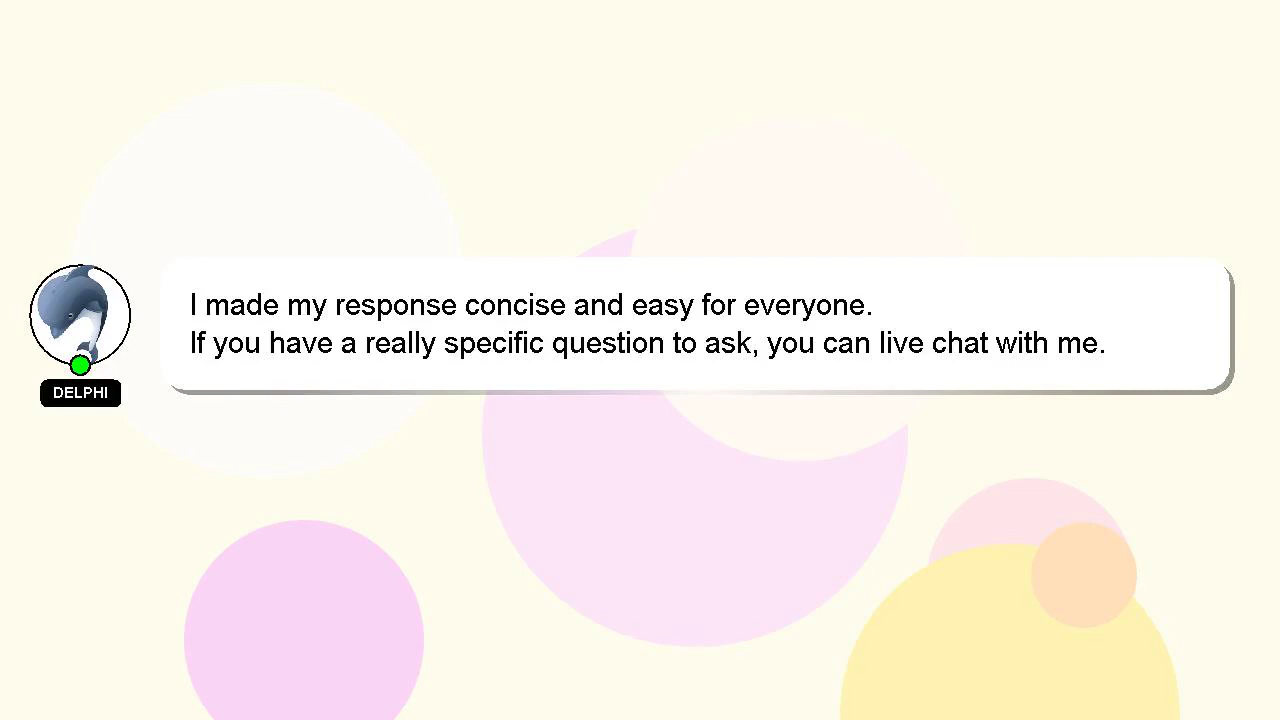 I made my response concise and easy for everyone.
If you have a really specific question to ask, you can live chat with me.
DELPHI